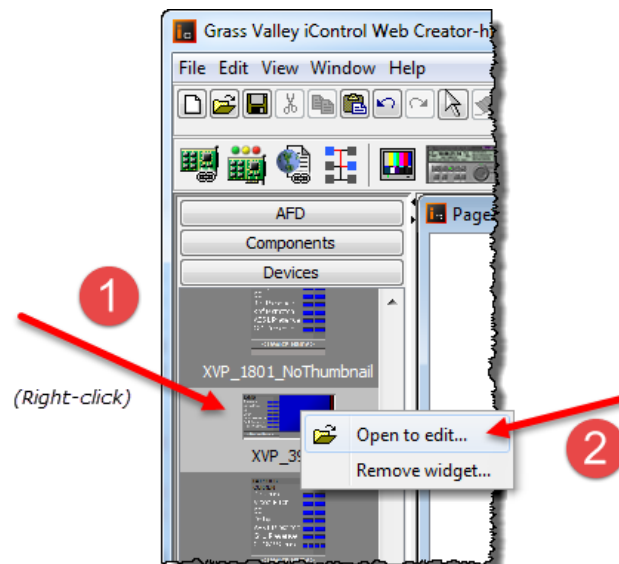 Grass Valley iControl Web Creator-h
File Edit View Window Help
Page
AFD
Components
Devices
1
XVP_1801_NoThumbnail
(Right-click)
Open to edit...
XVP_39
2
Remove widget...